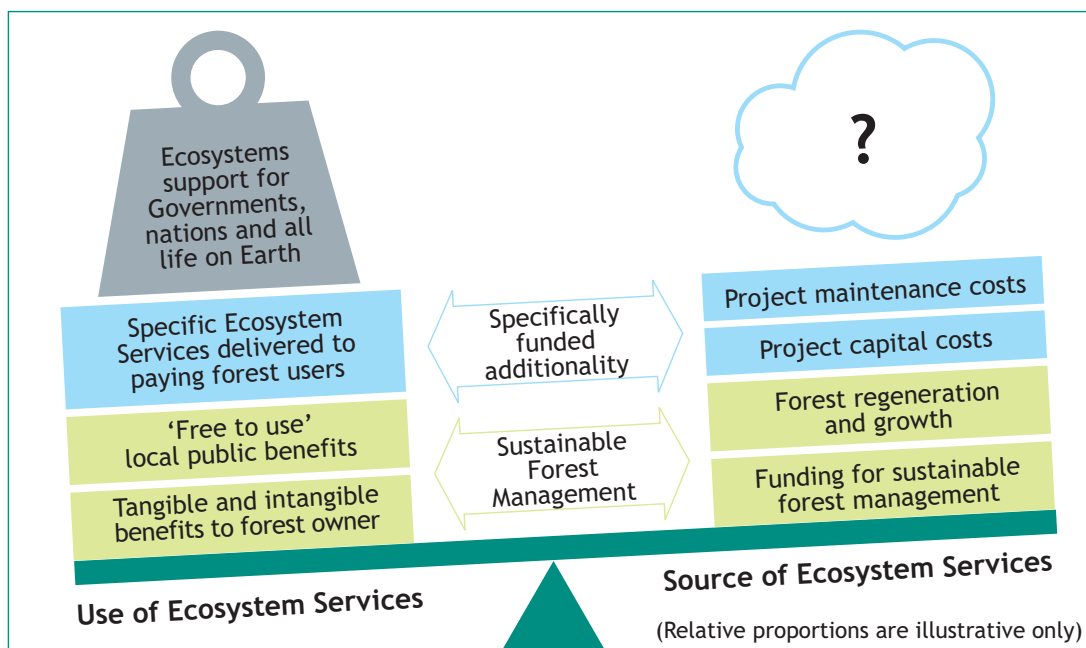 Ecosystems
support for
Governments,
nations and all
life on Earth
?
Specific Ecosystem
Services delivered to
paying forest users
Specifically
funded
additionality
Project maintenance costs
Project capital costs
‘Free to use’
local public benefits
Sustainable
Forest
Management
Forest regeneration
and growth
Tangible and intangible
benefits to forest owner
Funding for sustainable
forest management
Use of Ecosystem Services
Source of Ecosystem Services
(Relative proportions are illustrative only)